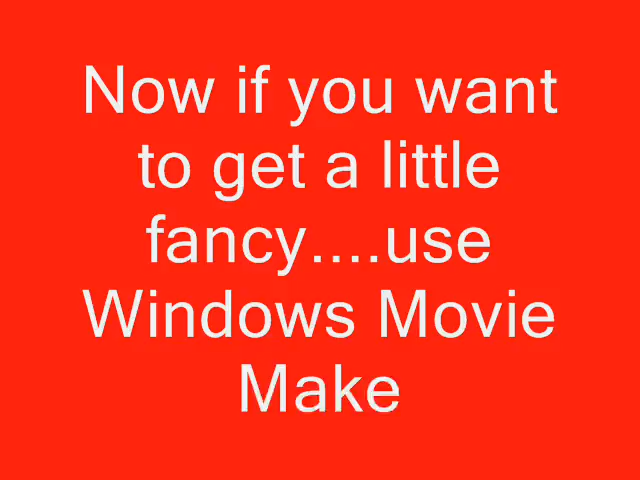 Now if you want
to get a little
fancy....use
Windows Movie
Make